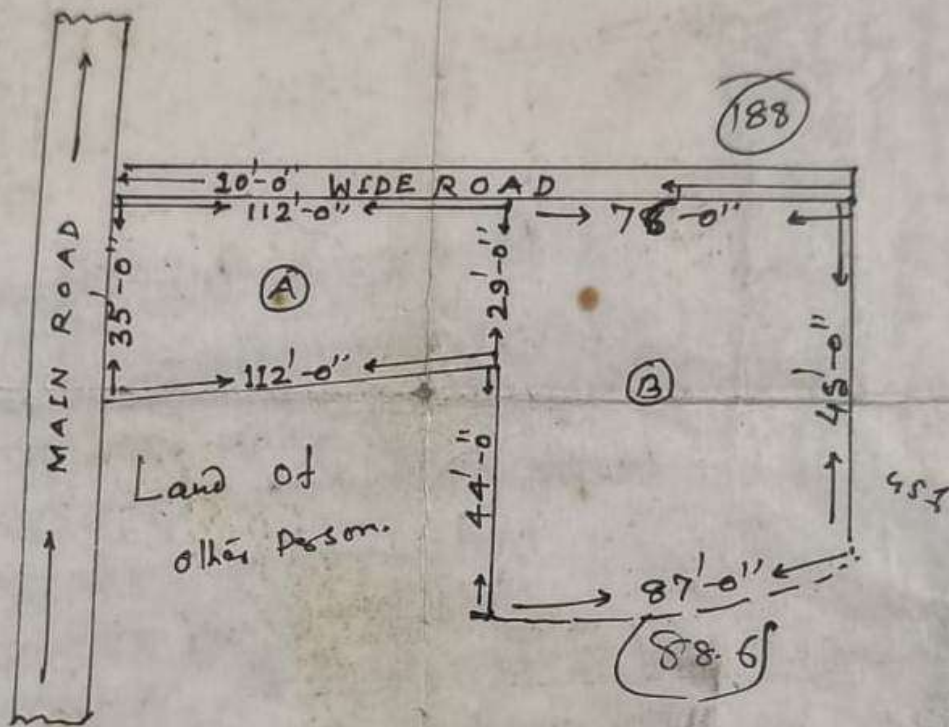 188
20'-0" WIDE ROAD
112'-0"
78'-0"
MAIN ROAD
35'-0"
A
29'-0"
B
45'-0"
112'-0"
Land Of
Other Person.
44'-0"
87'-0"
88.6